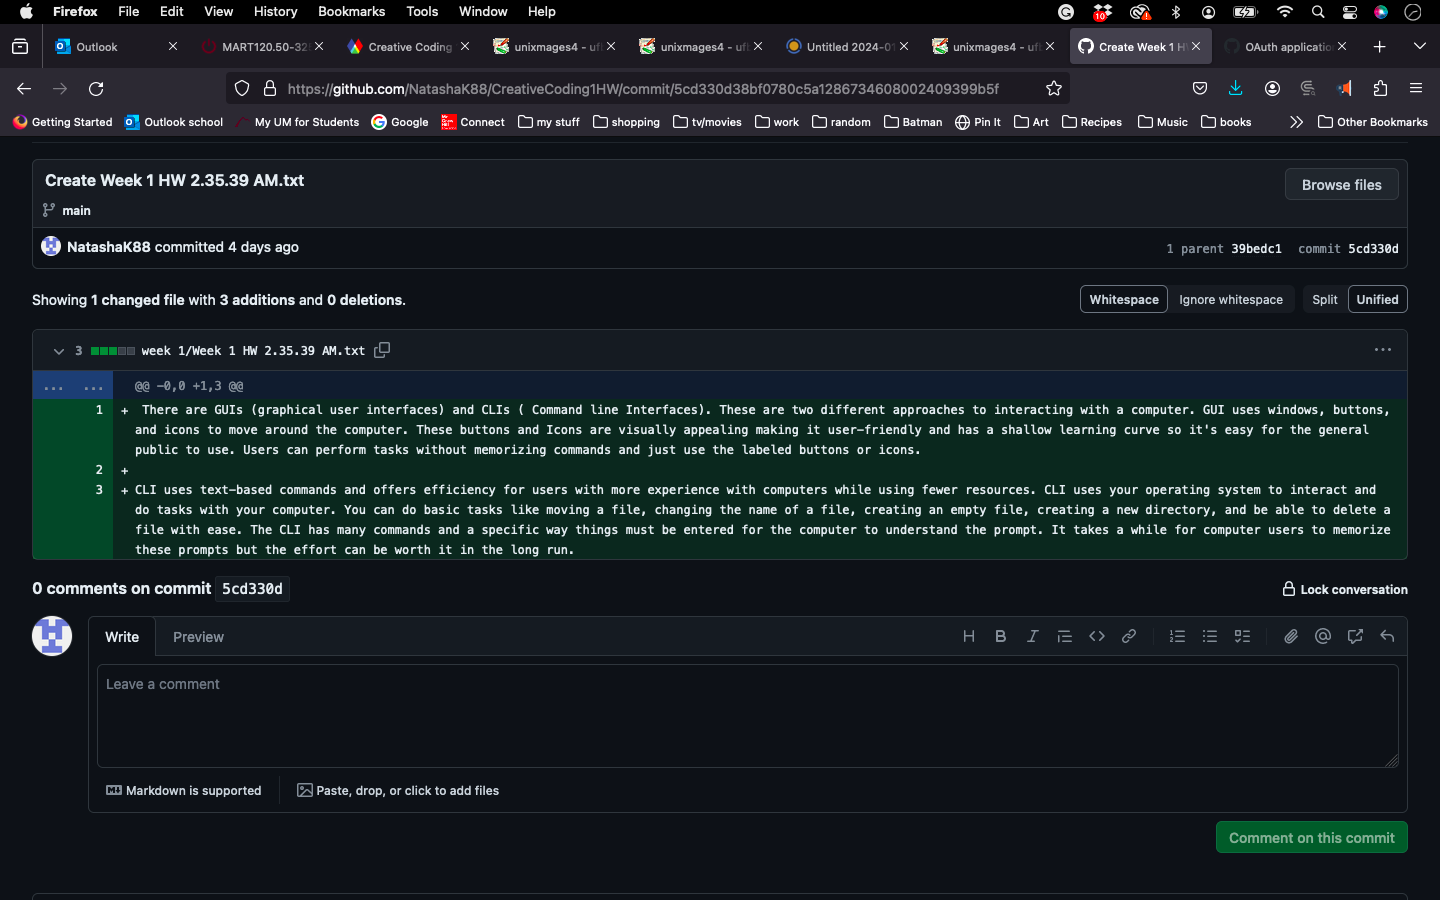 Firefox File Edit View History Bookmarks Tools Window Help
10
Outlook MART120.50-32 Creative Coding unixmages4 - uf unixmages4 - uf Untitled 2024-01 unixmages4 - uf Create Week 1 H OAuth applicatio
https://github.com/NatashaK88/CreativeCoding1HW/commit/5cd330d38bf0780c5a1286734608002409399b5f
Getting Started Outlook school My UM for Students Google Connect my stuff shopping tv/movies work random Batman Pin It Art Recipes Music books Other Bookmarks
Create Week 1 HW 2.35.39 AM.txt
Browse files
main
NatashaK88 committed 4 days ago
1 parent 39bedc1 commit 5cd330d
Showing 1 changed file with 3 additions and 0 deletions.
Whitespace Ignore whitespace Split Unified
3 week 1/Week 1 HW 2.35.39 AM.txt
... ... @@ -0,0 +1,3 @@
1 + There are GUIs (graphical user interfaces) and CLIs ( Command line Interfaces). These are two different approaches to interacting with a computer. GUI uses windows, buttons,
and icons to move around the computer. These buttons and Icons are visually appealing making it user-friendly and has a shallow learning curve so it's easy for the general
public to use. Users can perform tasks without memorizing commands and just use the labeled buttons or icons.
2 +
3 + CLI uses text-based commands and offers efficiency for users with more experience with computers while using fewer resources. CLI uses your operating system to interact and
do tasks with your computer. You can do basic tasks like moving a file, changing the name of a file, creating an empty file, creating a new directory, and be able to delete a
file with ease. The CLI has many commands and a specific way things must be entered for the computer to understand the prompt. It takes a while for computer users to memorize
these prompts but the effort can be worth it in the long run.
0 comments on commit 5cd330d
Lock conversation
Write Preview
Leave a comment
Markdown is supported Paste, drop, or click to add files
Comment on this commit